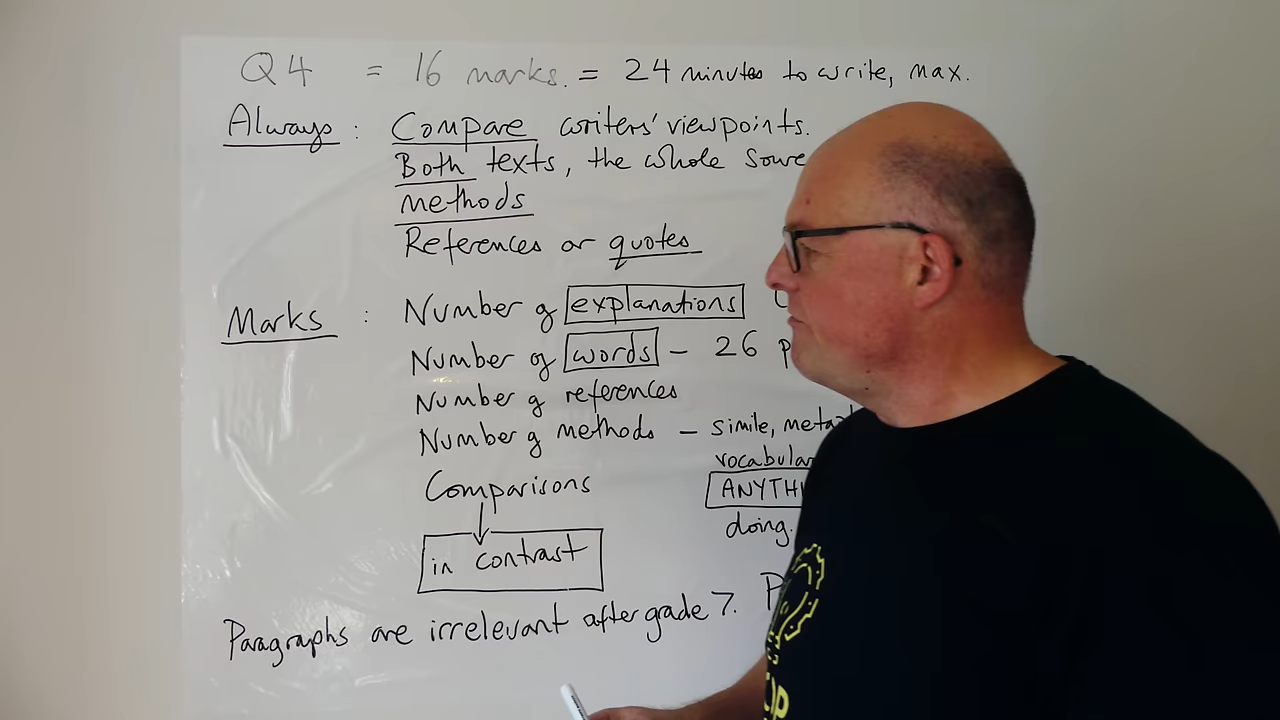 Q4 = 16 marks. = 24 minutes to write, max.
Always : Compare writers' viewpoints.
Both texts, the whole
methods
References or quotes
Marks : Number of explanations
Number of words - 26
Number of references
Number of methods - simile,
Comparisons
in contrast
doing.
Paragraphs are irrelevant after grade 7.